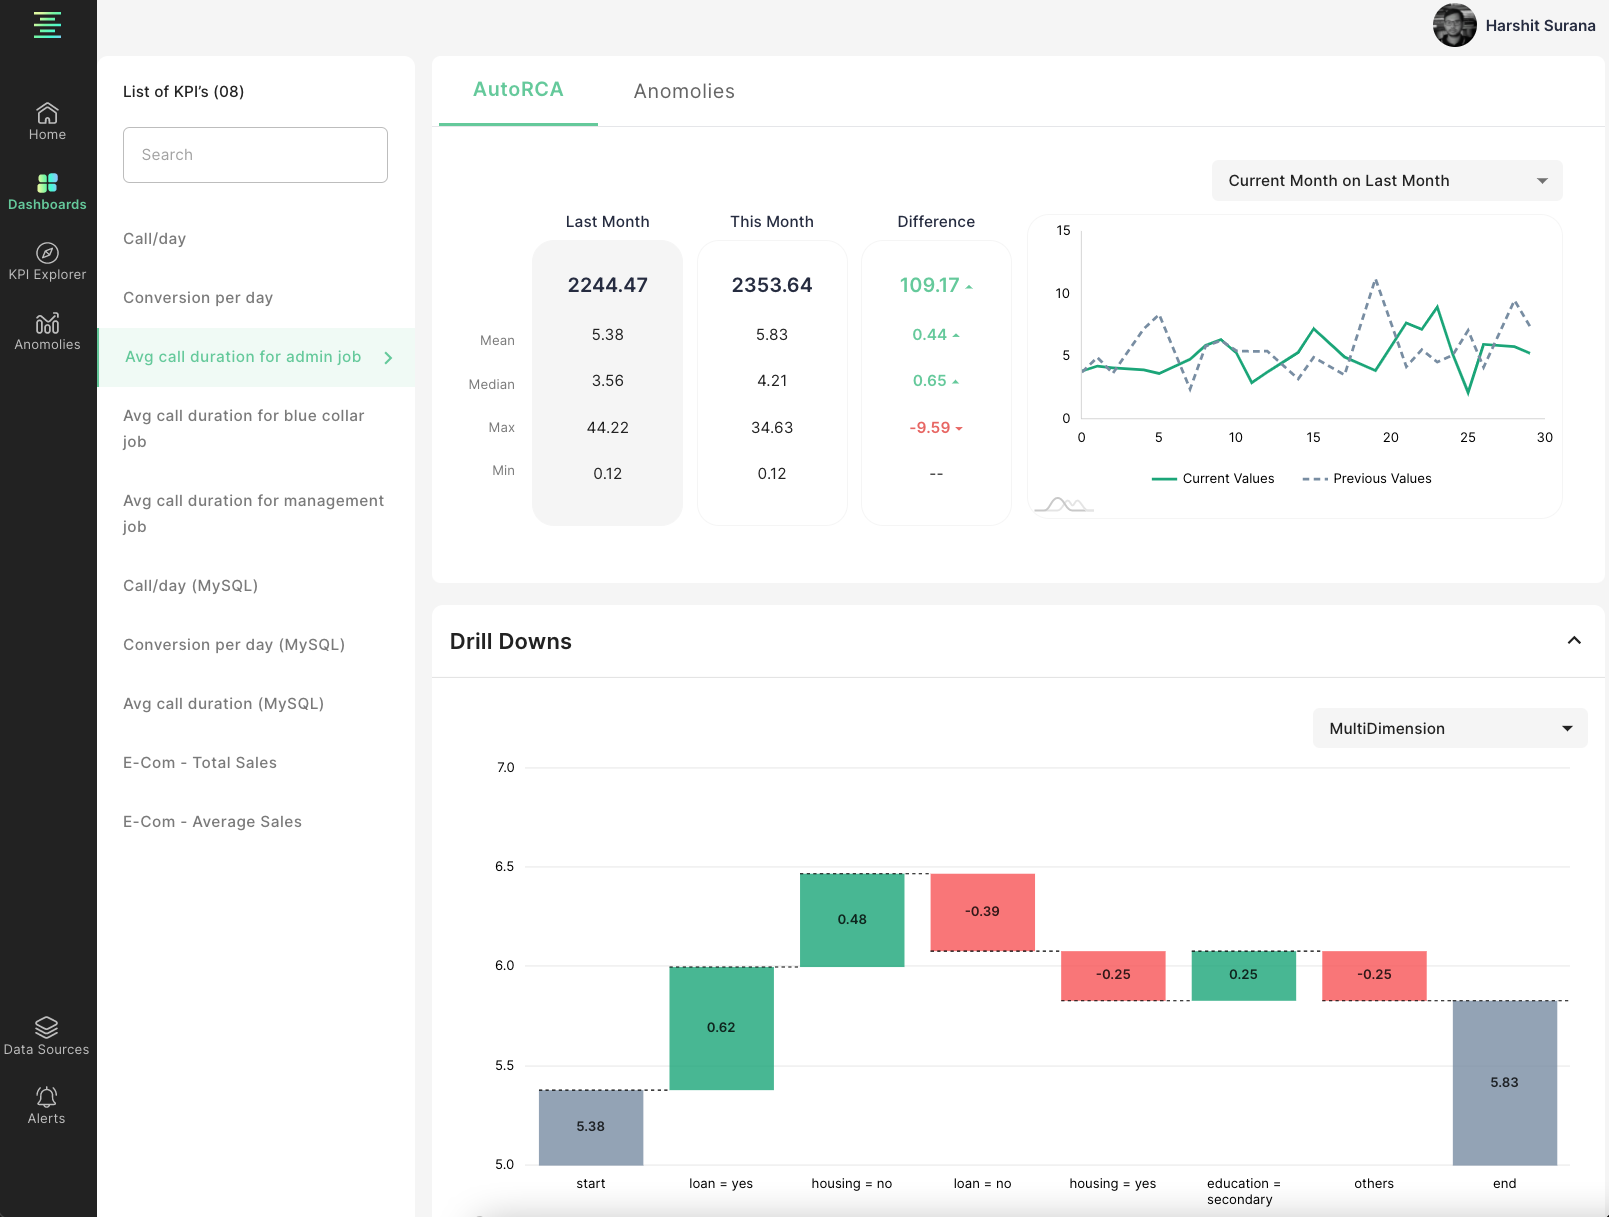 Harshit Surana
Home
Dashboards
KPI Explorer
Anomolies
Data Sources
Alerts
List of KPI's (08)
Search
Call/day
Conversion per day
Avg call duration for admin job
Avg call duration for blue collar
job
Avg call duration for management
job
Call/day (MySQL)
Conversion per day (MySQL)
Avg call duration (MySQL)
E-Com - Total Sales
E-Com - Average Sales
AutoRCA Anomolies
Current Month on Last Month
Last Month This Month Difference
2244.47 2353.64 109.17
Mean 5.38 5.83 0.44
Median 3.56 4.21 0.65
Max 44.22 34.63 -9.59
Min 0.12 0.12 --
15
10
5
0
0 5 10 15 20 25 30
Current Values Previous Values
Drill Downs
MultiDimension
7.0
6.5
6.0
5.5
5.0
5.38 0.62 0.48 -0.39 -0.25 0.25 -0.25 5.83
start loan = yes housing = no loan = no housing = yes education = others end
secondary